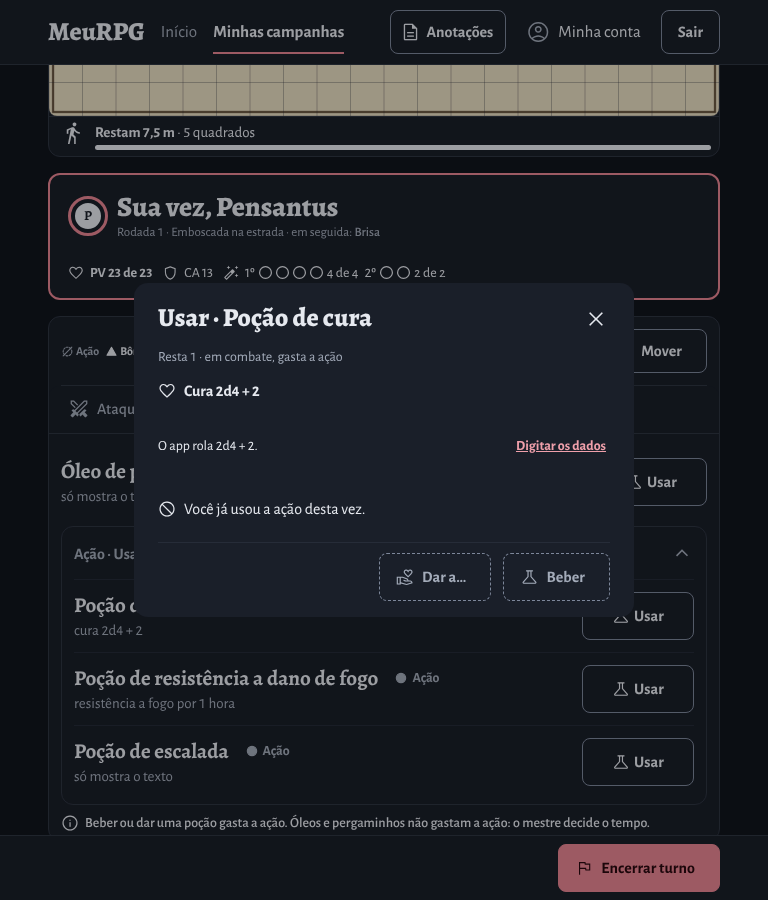 MeuRPG Início Minhas campanhas Anotações Minha conta Sair
Restam 7,5 m · 5 quadrados
P
Sua vez, Pensantus
Rodada 1 · Emboscada na estrada · em seguida: Brisa
PV 23 de 23 CA 13 1º 4 de 4 2º 2 de 2
Usar · Poção de cura
Ação Mover
Resta 1 · em combate, gasta a ação
Cura 2d4 + 2
O app rola 2d4 + 2. Digitar os dados
Óleo de
só mostra o Usar
Você já usou a ação desta vez.
Ação ·
Dar a... Beber
Poção Usar
cura 2d4 + 2
Poção de resistência a dano de fogo Ação Usar
resistência a fogo por 1 hora
Poção de escalada Ação Usar
só mostra o texto
Beber ou dar uma poção gasta a ação. Óleos e pergaminhos não gastam a ação: o mestre decide o tempo.
Encerrar turno